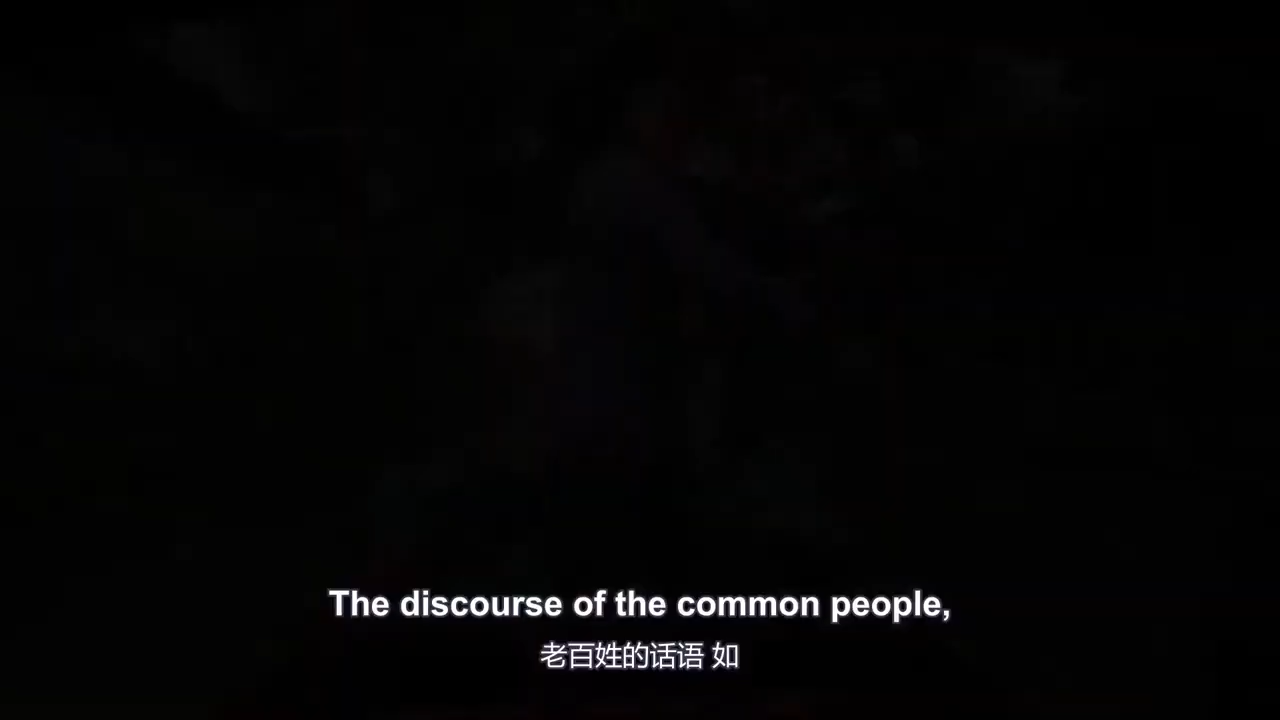 The discourse of the common people,
老百姓的话语 如